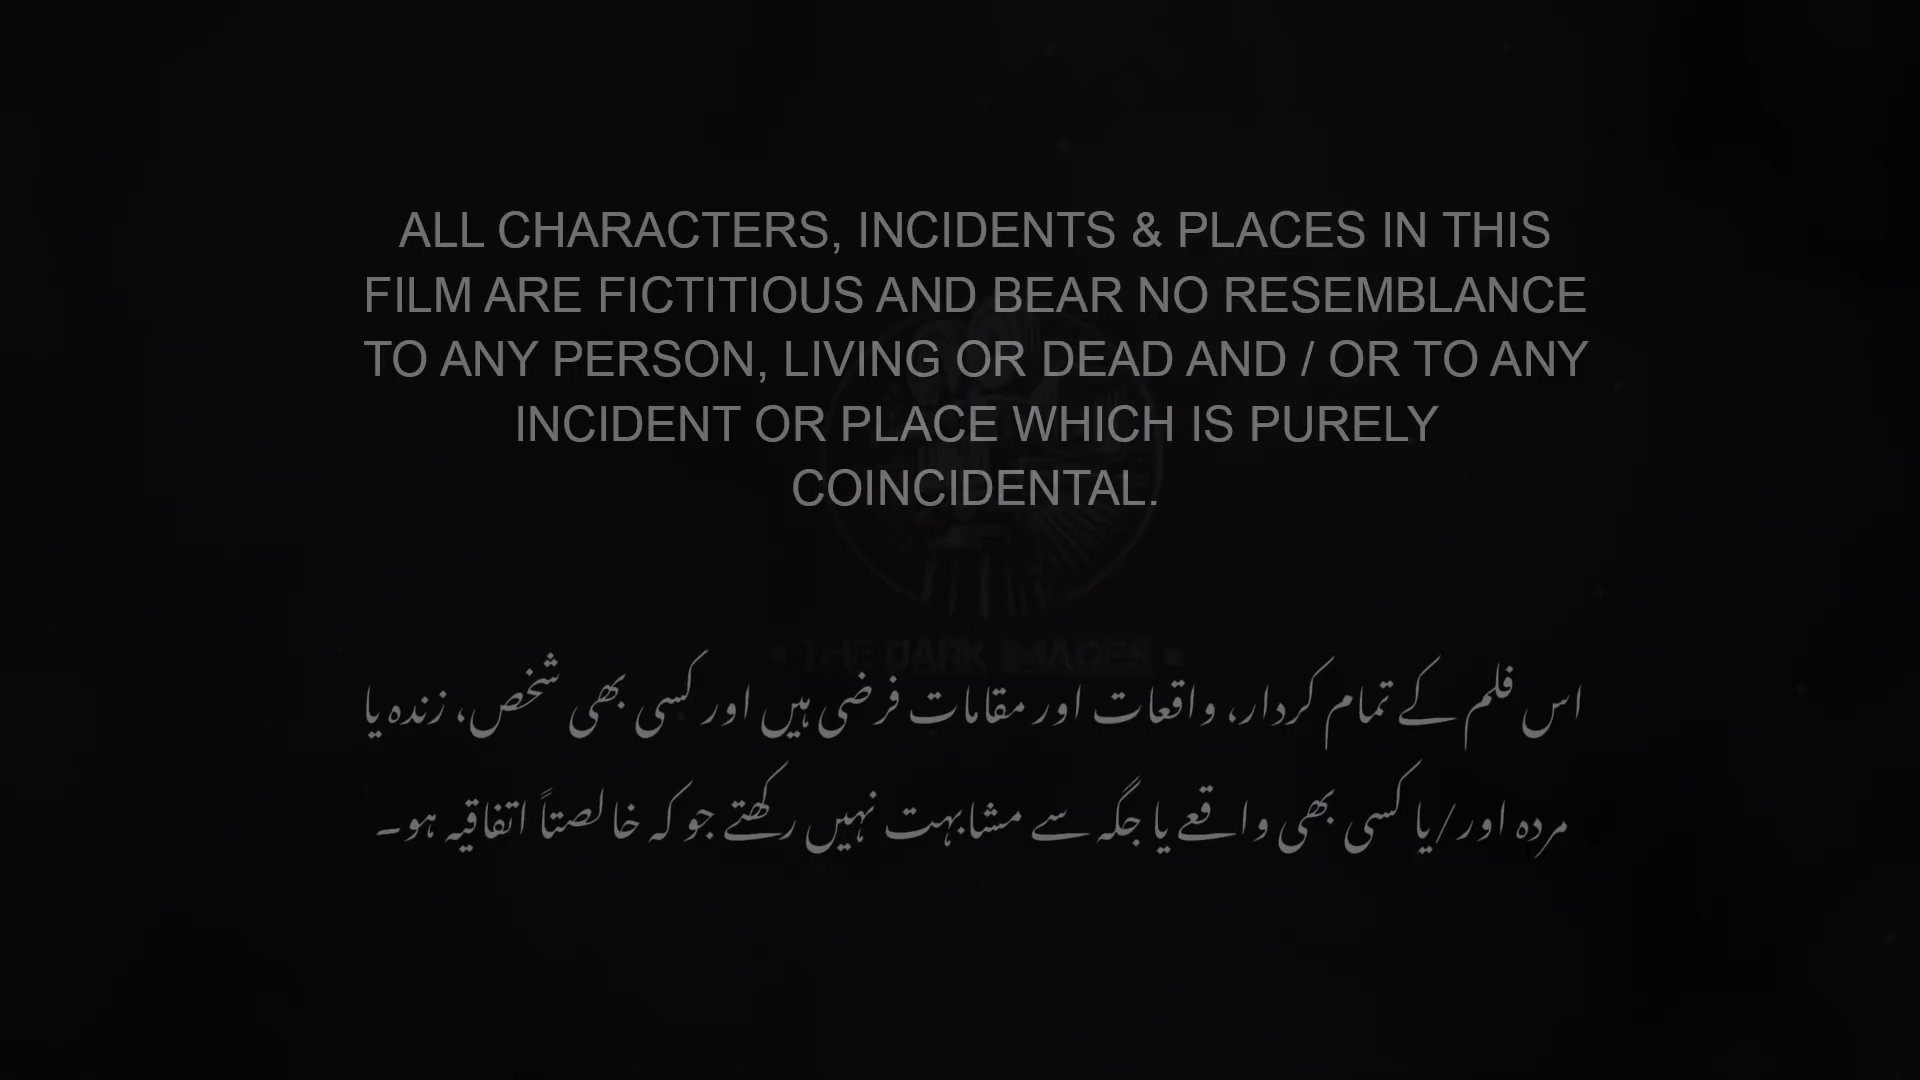 ALL CHARACTERS, INCIDENTS & PLACES IN THIS
FILM ARE FICTITIOUS AND BEAR NO RESEMBLANCE
TO ANY PERSON, LIVING OR DEAD AND / OR TO ANY
INCIDENT OR PLACE WHICH IS PURELY
COINCIDENTAL.
• THE DARK IMAGES •
اس فلم کے تمام کردار، واقعات اور مقامات فرضی ہیں اور کسی بھی شخص، زندہ یا
مردہ اور/یا کسی بھی واقعے یا جگہ سے مشابہت نہیں رکھتے جو کہ خالصتاً اتفاقیہ ہو۔